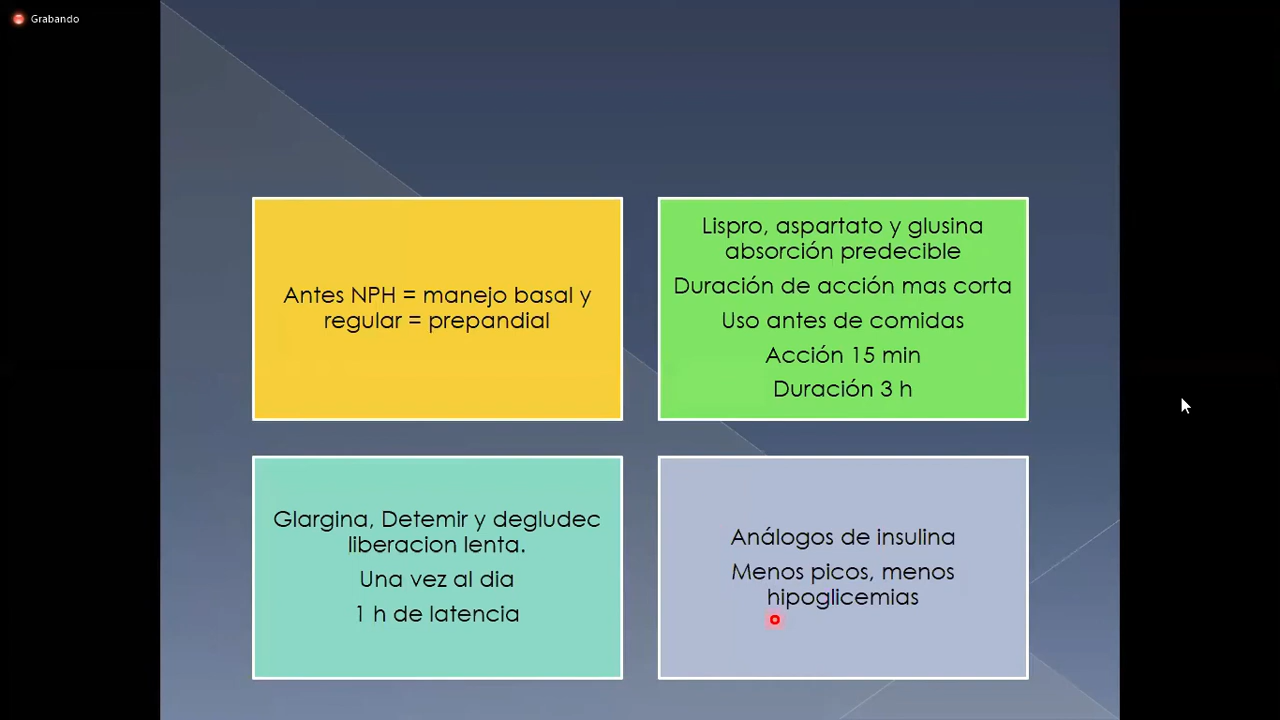 Grabando
Antes NPH = manejo basal y
regular = prepandial
Lispro, aspartato y glusina
absorción predecible
Duración de acción mas corta
Uso antes de comidas
Acción 15 min
Duración 3 h
Glargina, Detemir y degludec
liberacion lenta.
Una vez al dia
1 h de latencia
Análogos de insulina
Menos picos, menos
hipoglicemias